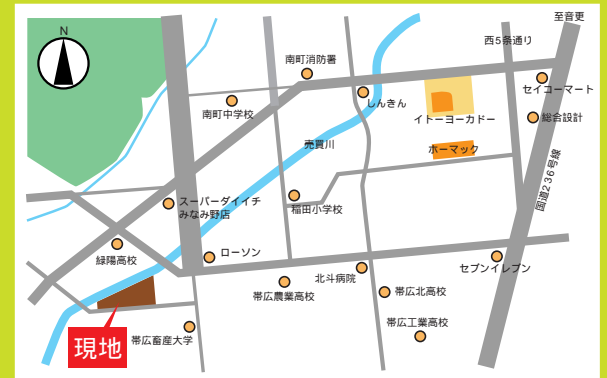 N
至音更
西5条通り
南町消防署
セイコーマート
南町中学校
しんきん
イトーヨーカドー
総合設計
売買川
ホーマック
国道236号線
スーパーダイイチ
みなみ野店
稲田小学校
緑陽高校
ローソン
北斗病院
セブンイレブン
帯広農業高校
帯広北高校
帯広工業高校
帯広畜産大学
現地